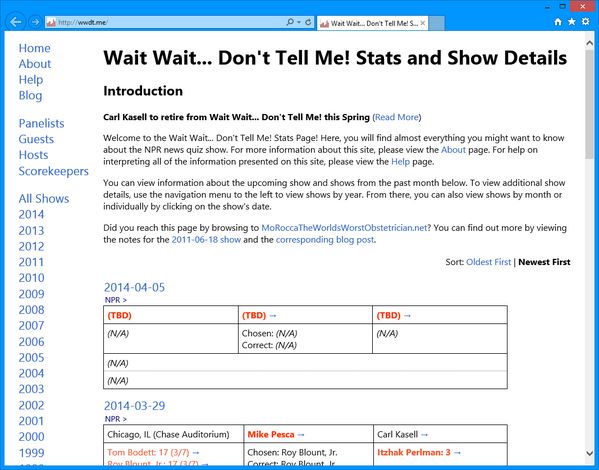 http://wwdt.me/
Wait Wait... Don't Tell Me! S...
Home
About
Help
Blog
Panelists
Guests
Hosts
Scorekeepers
All Shows
2014
2013
2012
2011
2010
2009
2008
2007
2006
2005
2004
2003
2002
2001
2000
1999
Wait Wait... Don't Tell Me! Stats and Show Details
Introduction
Carl Kasell to retire from Wait Wait... Don't Tell Me! this Spring (Read More)
Welcome to the Wait Wait... Don't Tell Me! Stats Page! Here, you will find almost everything you might want to know
about the NPR news quiz show. For more information about this site, please view the About page. For help on
interpreting all of the information presented on this site, please view the Help page.
You can view information about the upcoming show and shows from the past month below. To view additional show
details, use the navigation menu to the left to view shows by year. From there, you can also view shows by month or
individually by clicking on the show's date.
Did you reach this page by browsing to MoRoccaTheWorldsWorstObstetrician.net? You can find out more by viewing
the notes for the 2011-06-18 show and the corresponding blog post.
Sort: Oldest First | Newest First
2014-04-05
NPR >
(TBD) (TBD) → (TBD) →
(N/A) Chosen: (N/A) (N/A)
Correct: (N/A)
(N/A)
(N/A)
2014-03-29
NPR >
Chicago, IL (Chase Auditorium) Mike Pesca → Carl Kasell →
Tom Bodett: 17 (3/7) Chosen: Roy Blount, Jr. Itzhak Perlman: 3 →
Roy Blount, Jr.: 17 (3/7) Correct: Roy Blount, Jr.